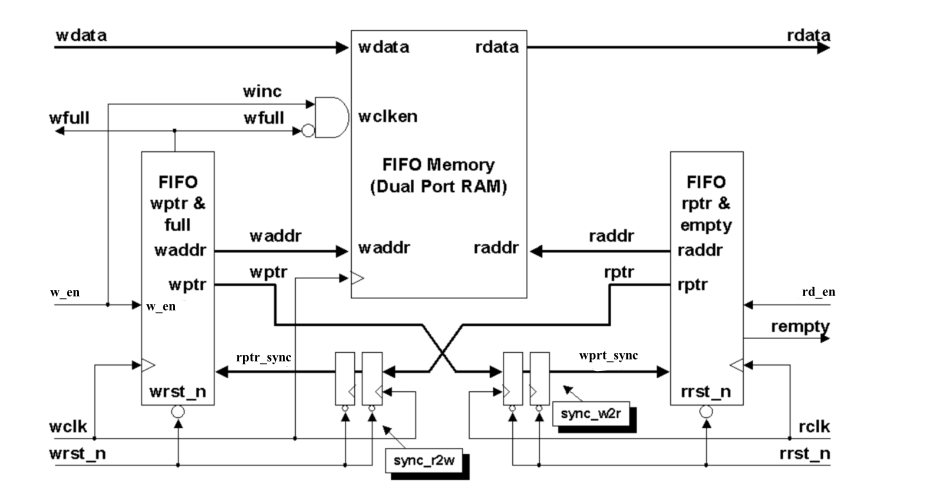 wdata
wdata
rdata
rdata
winc
wfull
wfull
wclken
FIFO Memory
(Dual Port RAM)
FIFO
wptr &
full
FIFO
rptr &
empty
waddr
waddr
waddr
raddr
raddr
raddr
wptr
wptr
rptr
rptr
w_en
w_en
rd_en
rempty
rptr_sync
wprt_sync
wrst_n
rrst_n
sync_w2r
wclk
rclk
wrst_n
sync_r2w
rrst_n